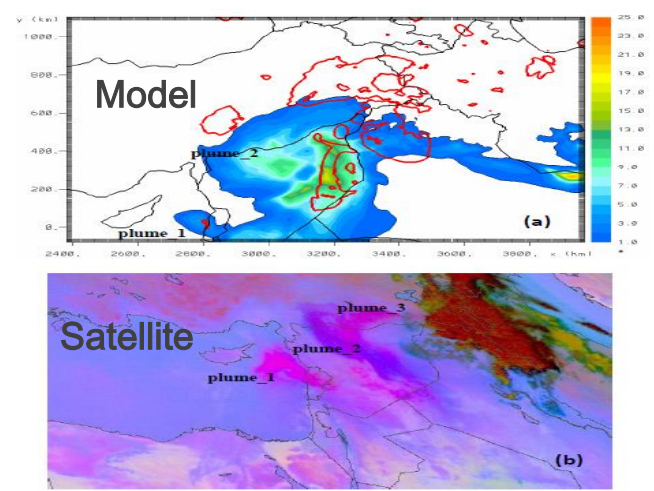 y (km)
25.0
1000.
23.0
21.0
800.
19.0
Model
17.0
600.
15.0
13.0
400.
plume_2
11.0
9.0
200.
7.0
5.0
0.
plume_1
(a)
3.0
1.0
2400. 2600. 2800. 3000. 3200. 3400. 3600. 3800. x (km)
Satellite
plume_3
plume_2
plume_1
(b)